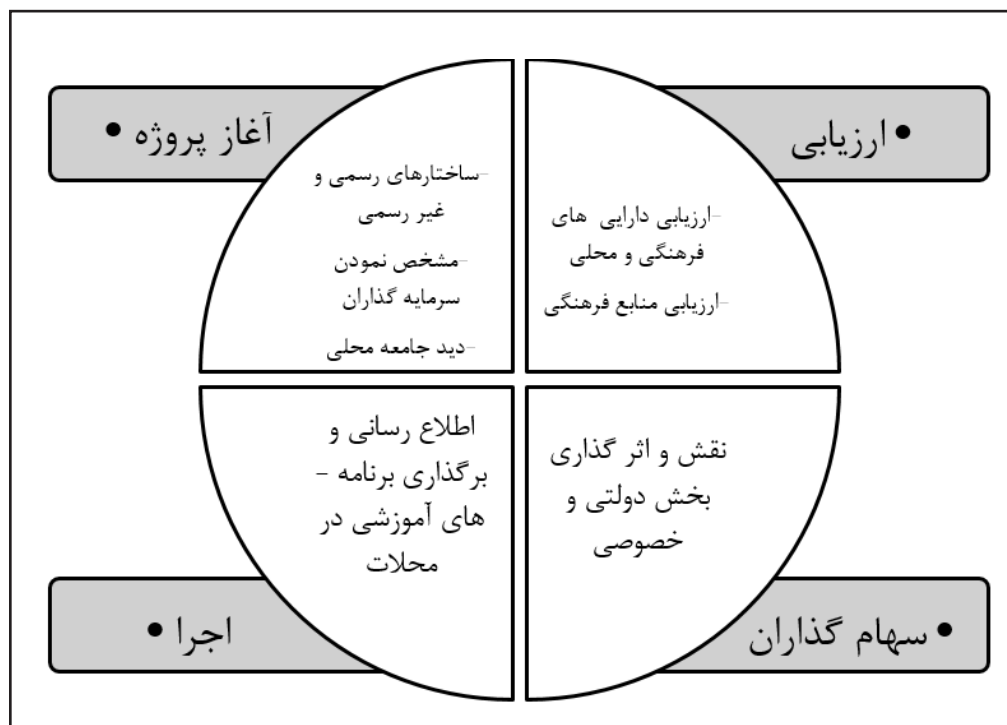 • ارزیابی
-ارزیابی دارایی های
فرهنگی و محلی
-ارزیابی منابع فرهنگی
آغاز پروژه •
-ساختارهای رسمی و
غیر رسمی
-مشخص نمودن
سرمایه گذاران
-دید جامعه محلی
• سهام گذاران
نقش و اثر گذاری
بخش دولتی و
خصوصی
اجرا •
اطلاع رسانی و
برگذاری برنامه -
های آموزشی در
محلات